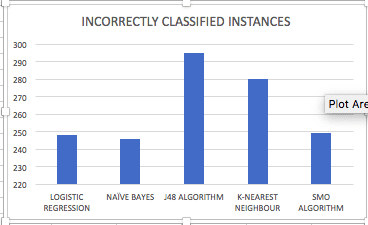 INCORRECTLY CLASSIFIED INSTANCES
300
290
280
270
260
250
240
230
220
Plot Are
LOGISTIC
REGRESSION
NAÏVE BAYES
J48 ALGORITHM
K-NEAREST
NEIGHBOUR
SMO
ALGORITHM